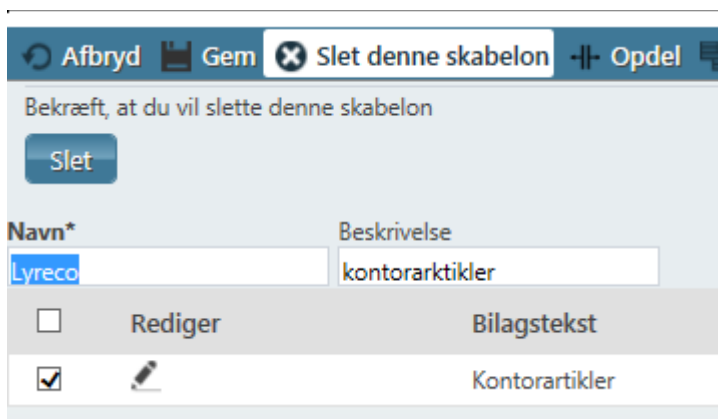 Afbryd Gem Slet denne skabelon Opdel
Bekræft, at du vil slette denne skabelon
Slet
Navn* Beskrivelse
Lyreco kontorarktikler
Rediger Bilagstekst
Kontorartikler